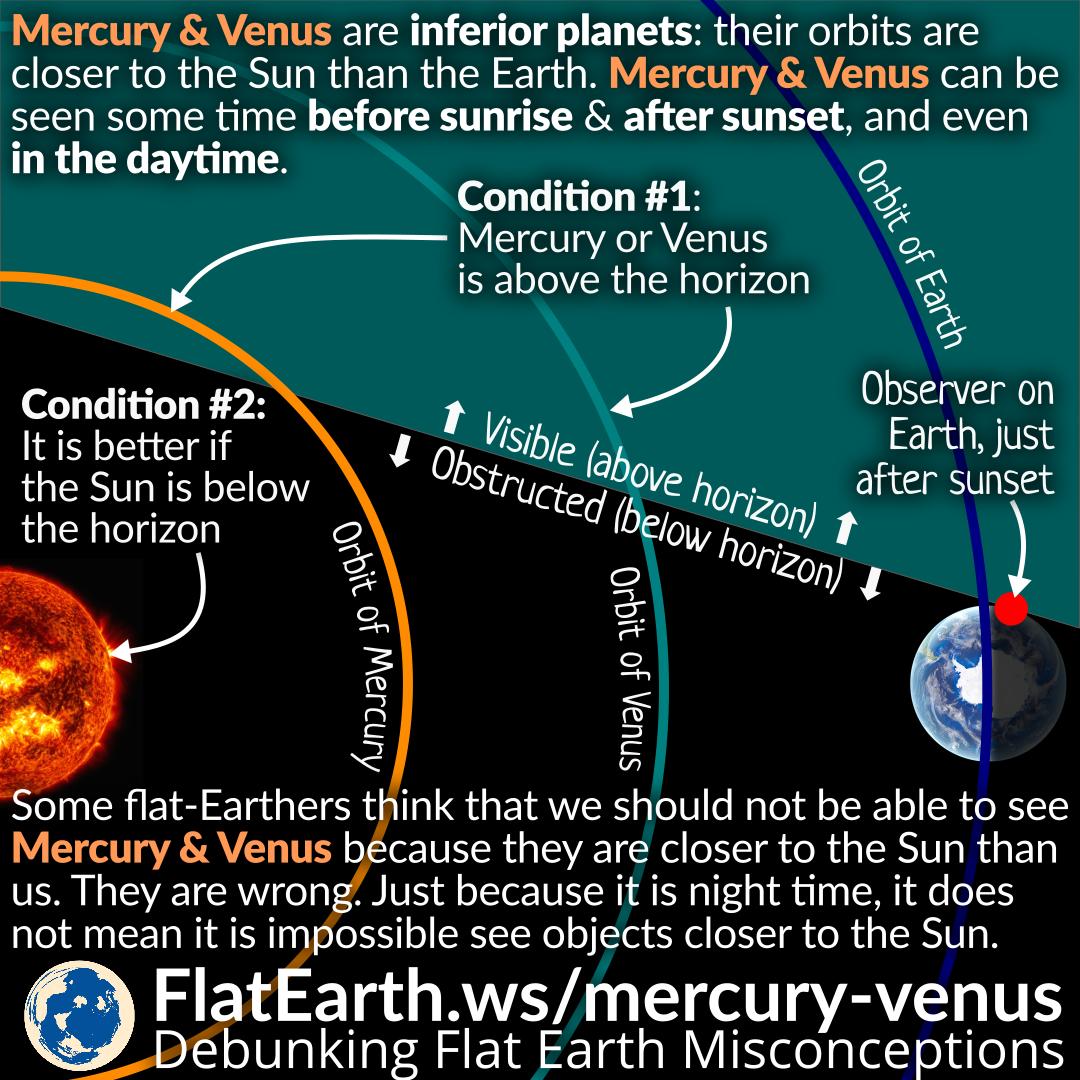 Mercury & Venus are inferior planets: their orbits are
closer to the Sun than the Earth. Mercury & Venus can be
seen some time before sunrise & after sunset, and even
in the daytime.
Condition #1:
Mercury or Venus
is above the horizon
Orbit of Earth
Condition #2:
It is better if
the Sun is below
the horizon
Observer on
Earth, just
after sunset
Visible (above horizon)
Obstructed (below horizon)
Orbit of Mercury
Orbit of Venus
Some flat-Earthers think that we should not be able to see
Mercury & Venus because they are closer to the Sun than
us. They are wrong. Just because it is night time, it does
not mean it is impossible see objects closer to the Sun.
FlatEarth.ws/mercury-venus
Debunking Flat Earth Misconceptions